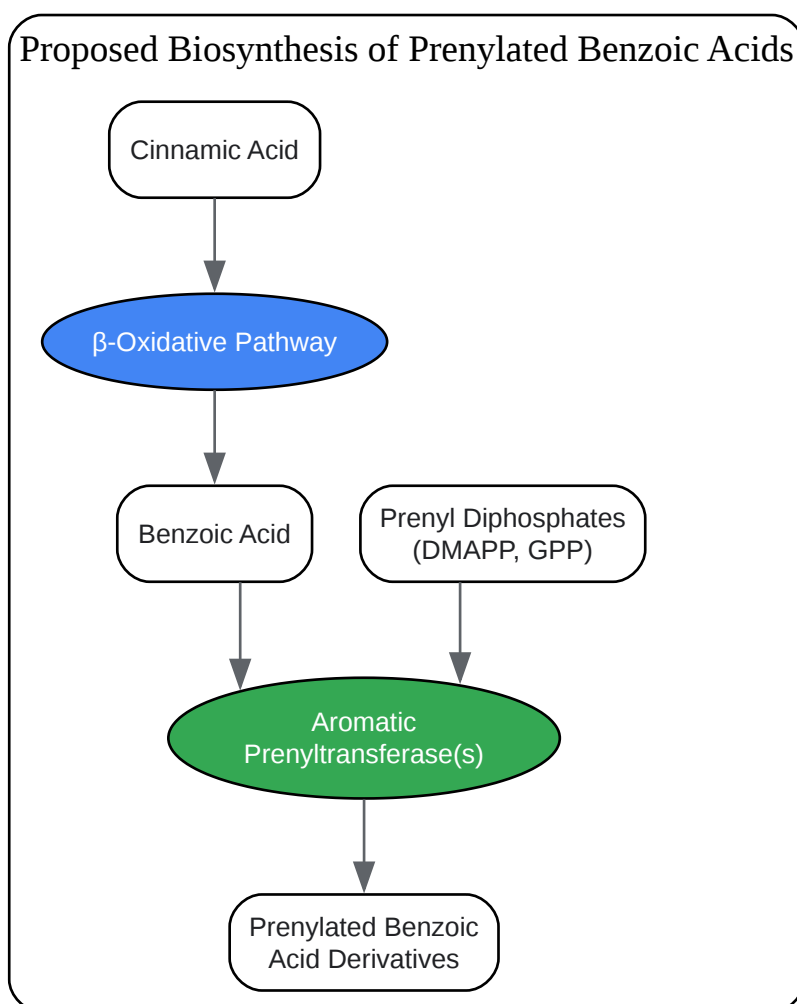 Proposed Biosynthesis of Prenylated Benzoic Acids
Cinnamic Acid
β-Oxidative Pathway
Benzoic Acid
Prenyl Diphosphates
(DMAPP, GPP)
Aromatic
Prenyltransferase(s)
Prenylated Benzoic
Acid Derivatives